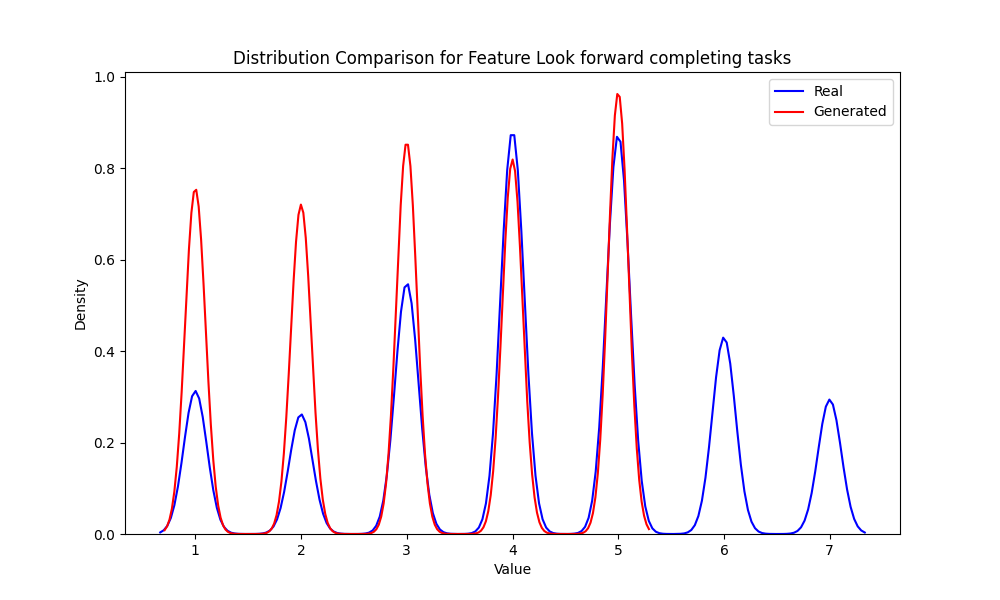 Distribution Comparison for Feature Look forward completing tasks
Real
Generated
Density
1.0
0.8
0.6
0.4
0.2
0.0
1 2 3 4 5 6 7
Value